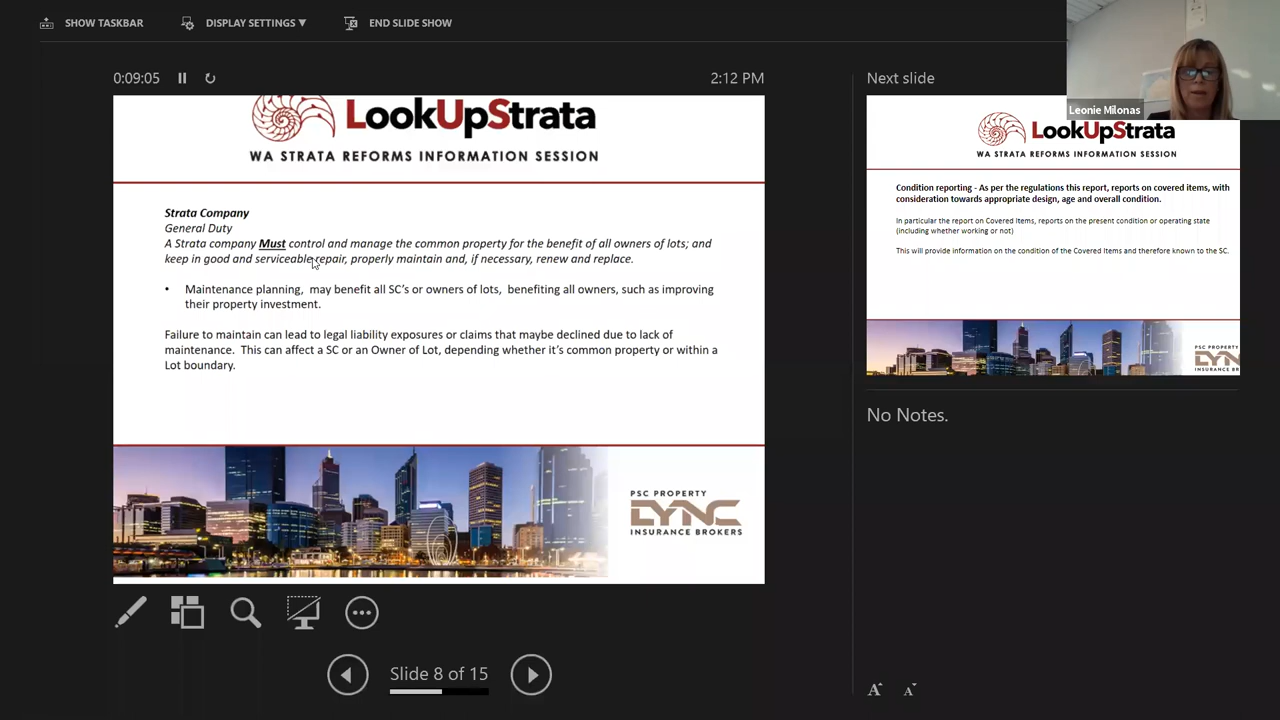 SHOW TASKBAR
DISPLAY SETTINGS ▼
END SLIDE SHOW
0:09:05
2:12 PM
Next slide
Leonie Milonas
LookUpStrata
WA STRATA REFORMS INFORMATION SESSION
Strata Company
General Duty
A Strata company Must control and manage the common property for the benefit of all owners of lots; and
keep in good and serviceable repair, properly maintain and, if necessary, renew and replace.
• Maintenance planning, may benefit all SC's or owners of lots, benefiting all owners, such as improving
their property investment.
Failure to maintain can lead to legal liability exposures or claims that maybe declined due to lack of
maintenance. This can affect a SC or an Owner of Lot, depending whether it's common property or within a
Lot boundary.
PSC PROPERTY
LYNC
INSURANCE BROKERS
LookUpStrata
WA STRATA REFORMS INFORMATION SESSION
Condition reporting - As per the regulations this report, reports on covered items, with
consideration towards appropriate design, age and overall condition.
In particular the report on Covered Items, reports on the present condition or operating state
(including whether working or not)
This will provide information on the condition of the Covered Items and therefore known to the SC.
PSC PROPERTY
LYN
INSURANCE BROK
No Notes.
Slide 8 of 15
A A